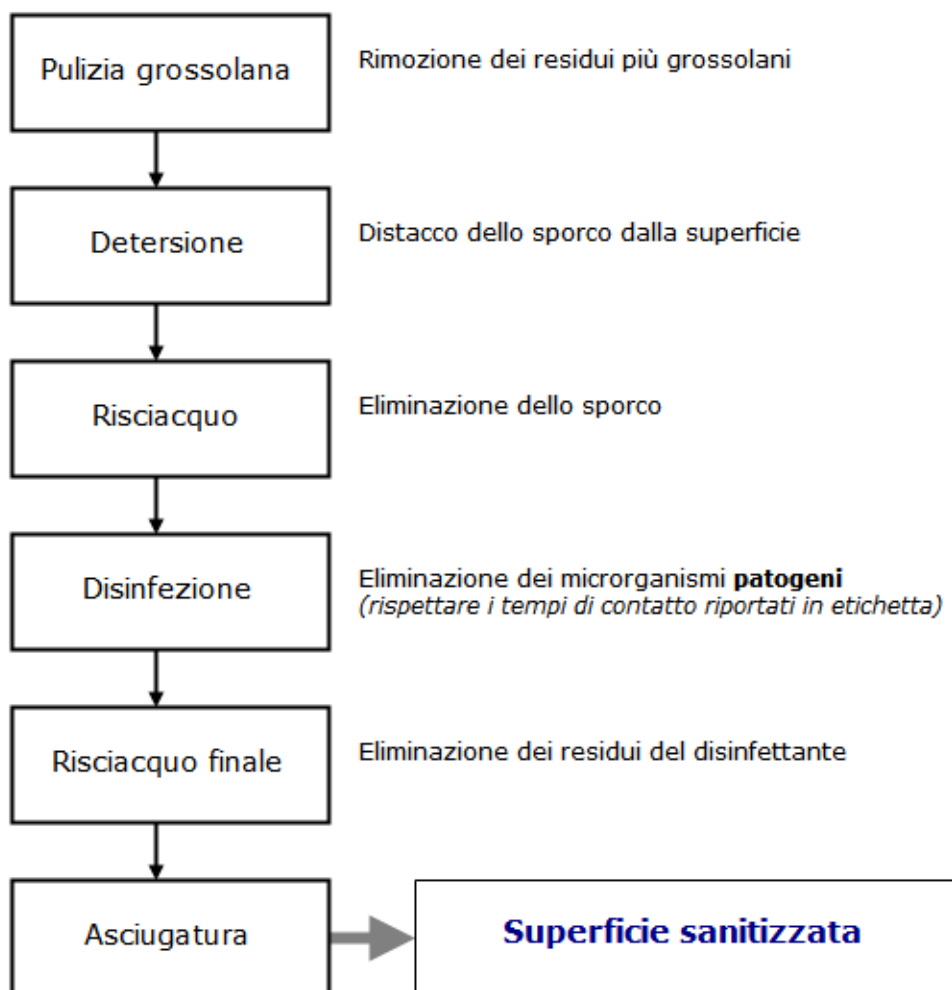 Pulizia grossolana
Rimozione dei residui più grossolani
Detersione
Distacco dello sporco dalla superficie
Risciacquo
Eliminazione dello sporco
Disinfezione
Eliminazione dei microrganismi patogeni
(rispettare i tempi di contatto riportati in etichetta)
Risciacquo finale
Eliminazione dei residui del disinfettante
Asciugatura
Superficie sanitizzata